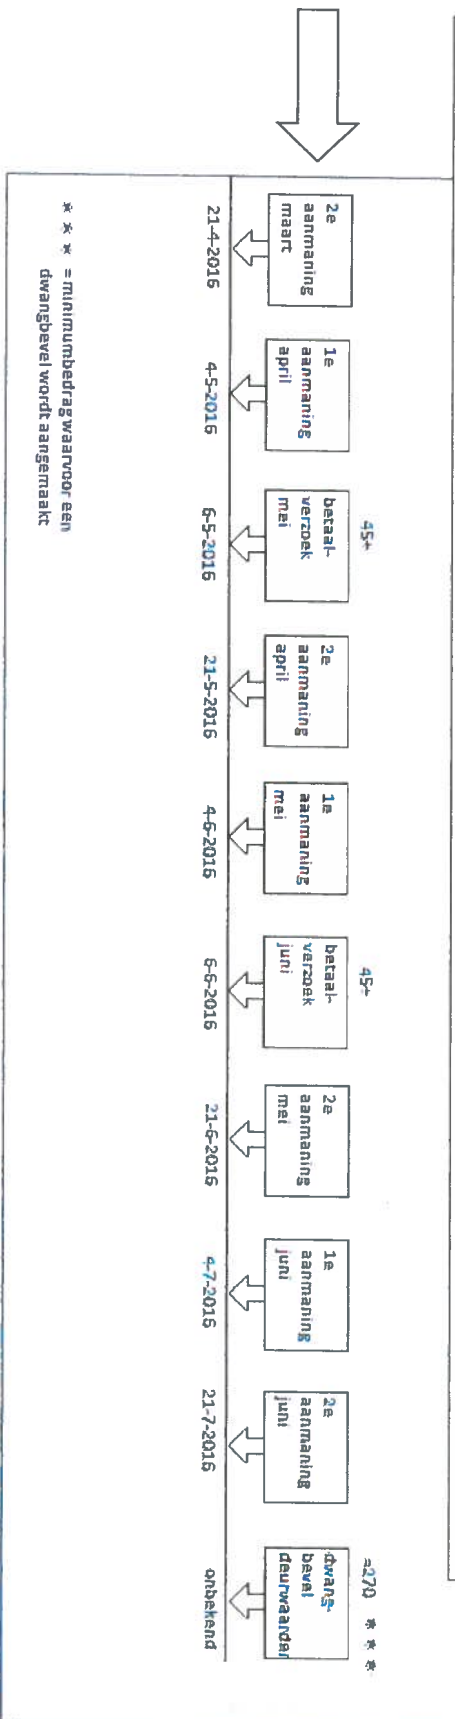 45+
45+
=270 * * *
2e
aanmaning
maart
1e
aanmaning
april
betaal-
verzoek
mei
2e
aanmaning
april
1e
aanmaning
mei
betaal-
verzoek
juni
2e
aanmaning
mei
1e
aanmaning
juni
2e
aanmaning
juni
dwang-
bevel
deurwaarder
21-4-2016
4-5-2016
6-5-2016
21-5-2016
4-6-2016
6-6-2016
21-6-2016
4-7-2016
21-7-2016
onbekend
* * * =minimumbedrag waarvoor een
dwangbevel wordt aangemaakt